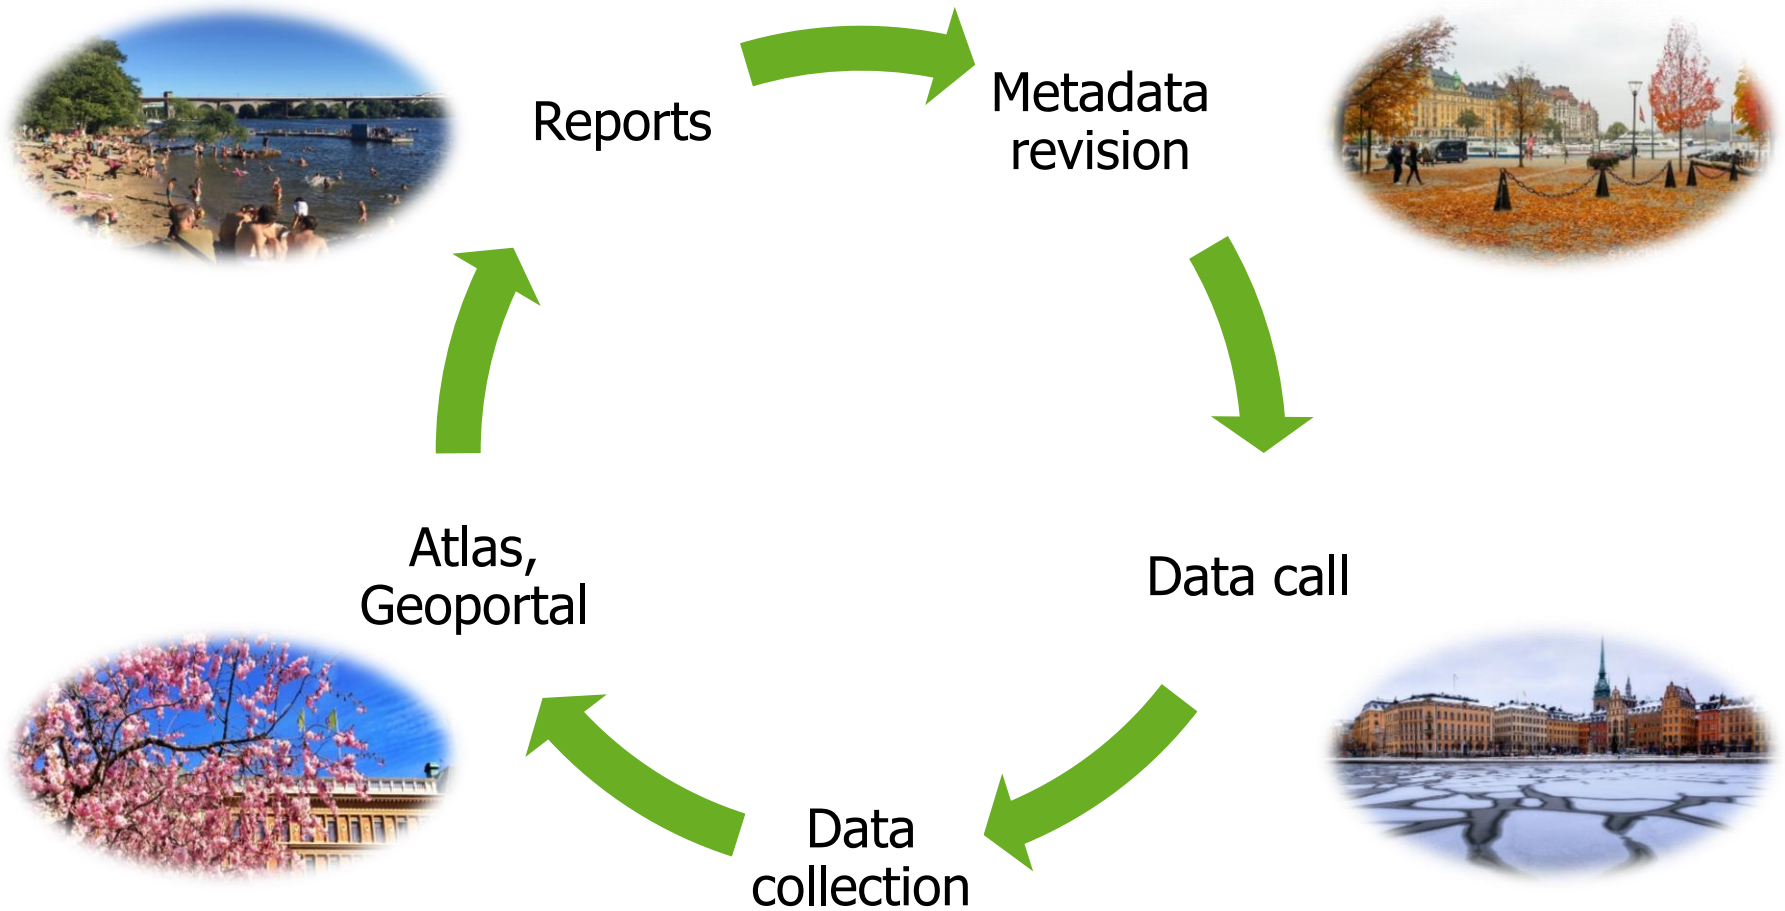 Reports
Metadata
revision
Data call
Data
collection
Atlas,
Geoportal